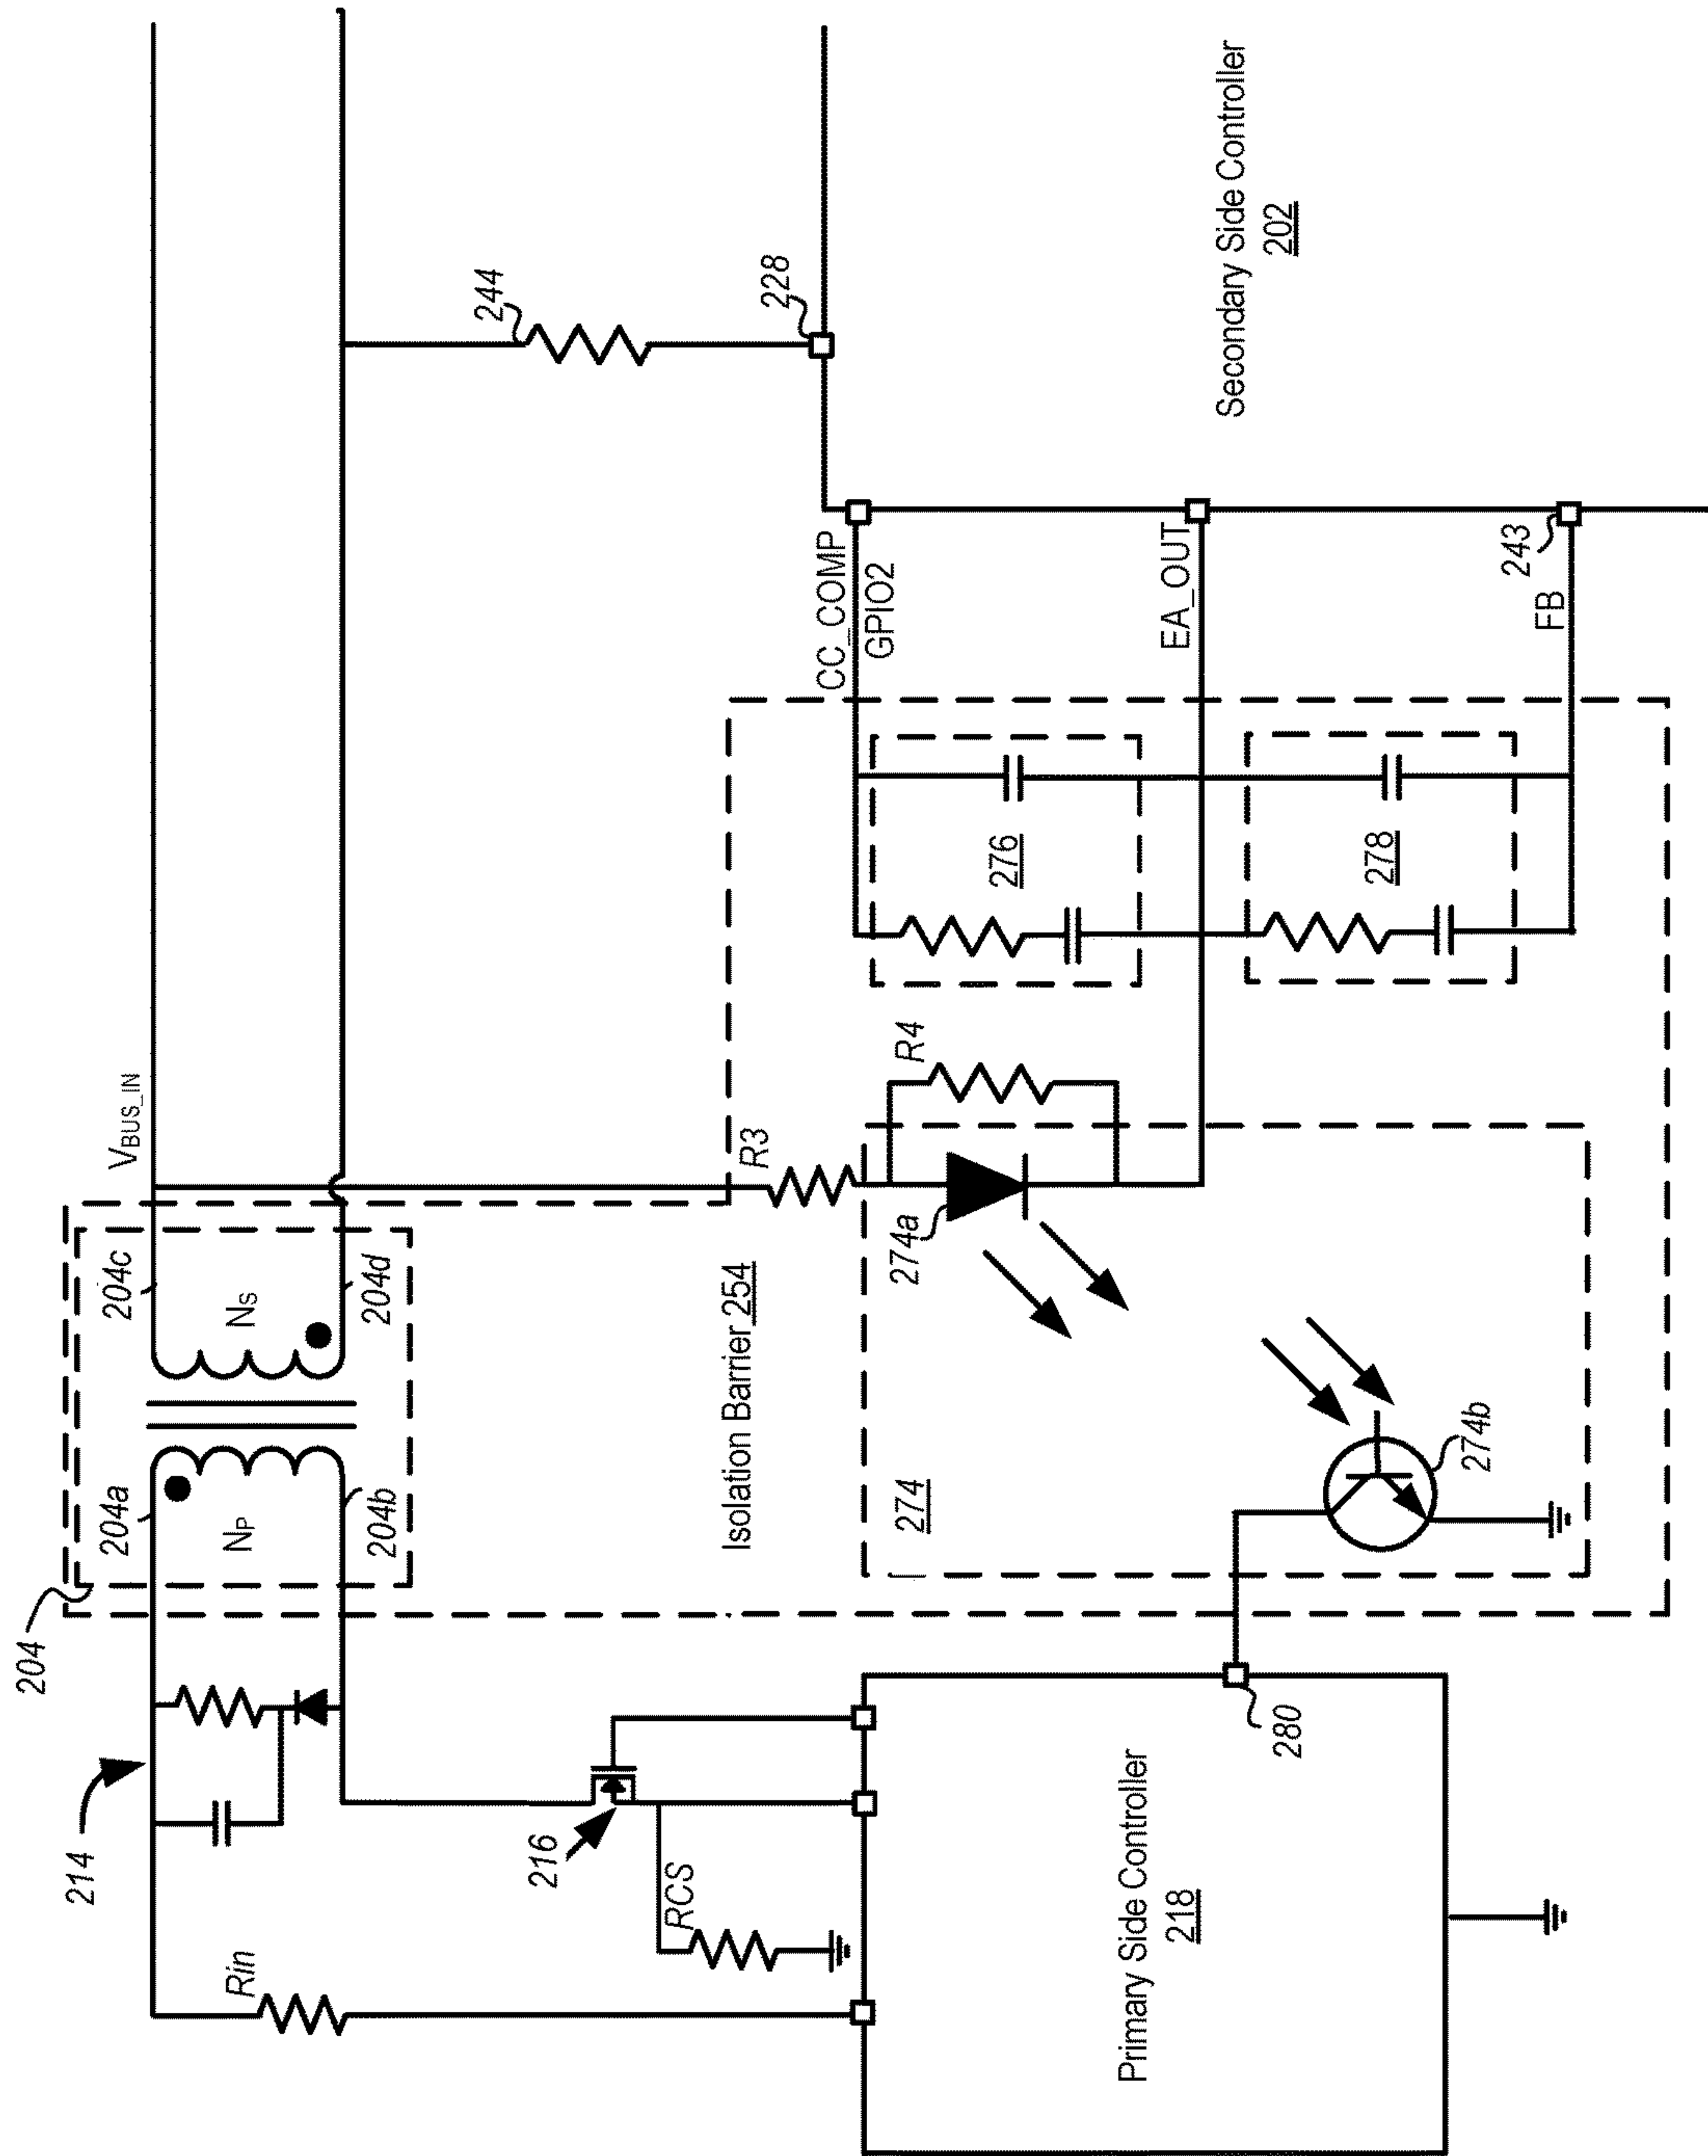 204
204a
204b
204c
204d
NP
NS
VBUS_IN
214
Rin
216
RCS
Primary Side Controller
218
280
Isolation Barrier 254
274
274a
274b
R3
R4
276
278
CC_COMP
GPIO2
EA_OUT
FB
243
244
228
Secondary Side Controller
202